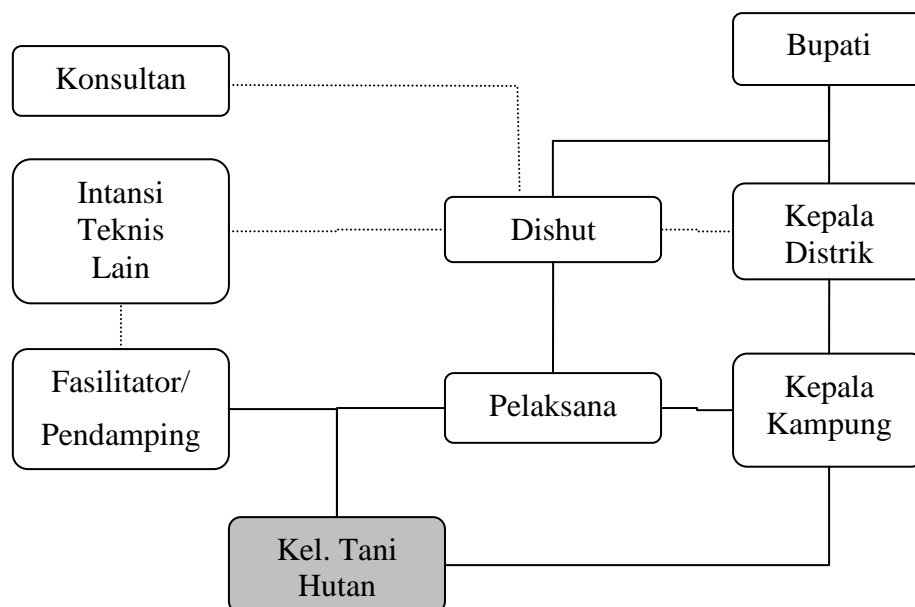 Bupati
Konsultan
Intansi
Teknis
Lain
Dishut
Kepala
Distrik
Fasilitator/
Pendamping
Pelaksana
Kepala
Kampung
Kel. Tani
Hutan